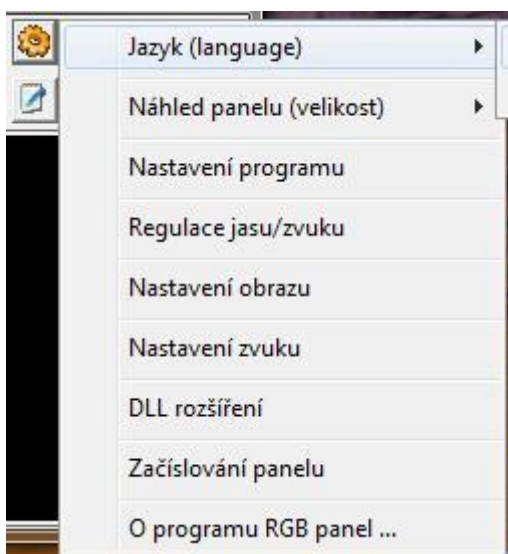 Jazyk (language)
Náhled panelu (velikost)
Nastavení programu
Regulace jasu/zvuku
Nastavení obrazu
Nastavení zvuku
DLL rozšíření
Začíslování panelu
O programu RGB panel ...